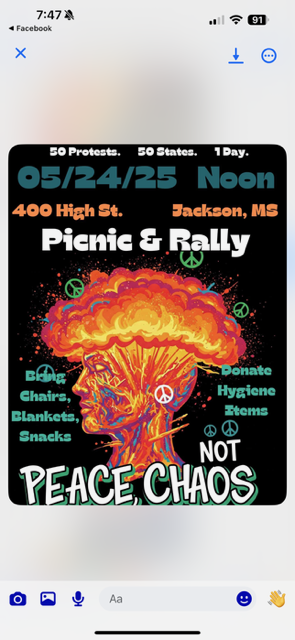 7:47
91
Facebook
50 Protests. 50 States. 1 Day.
05/24/25 Noon
400 High St. Jackson, MS
Picnic & Rally
Bring
Chairs,
Blankets,
Snacks
Donate
Hygiene
Items
NOT
PEACE, CHAOS
Aa